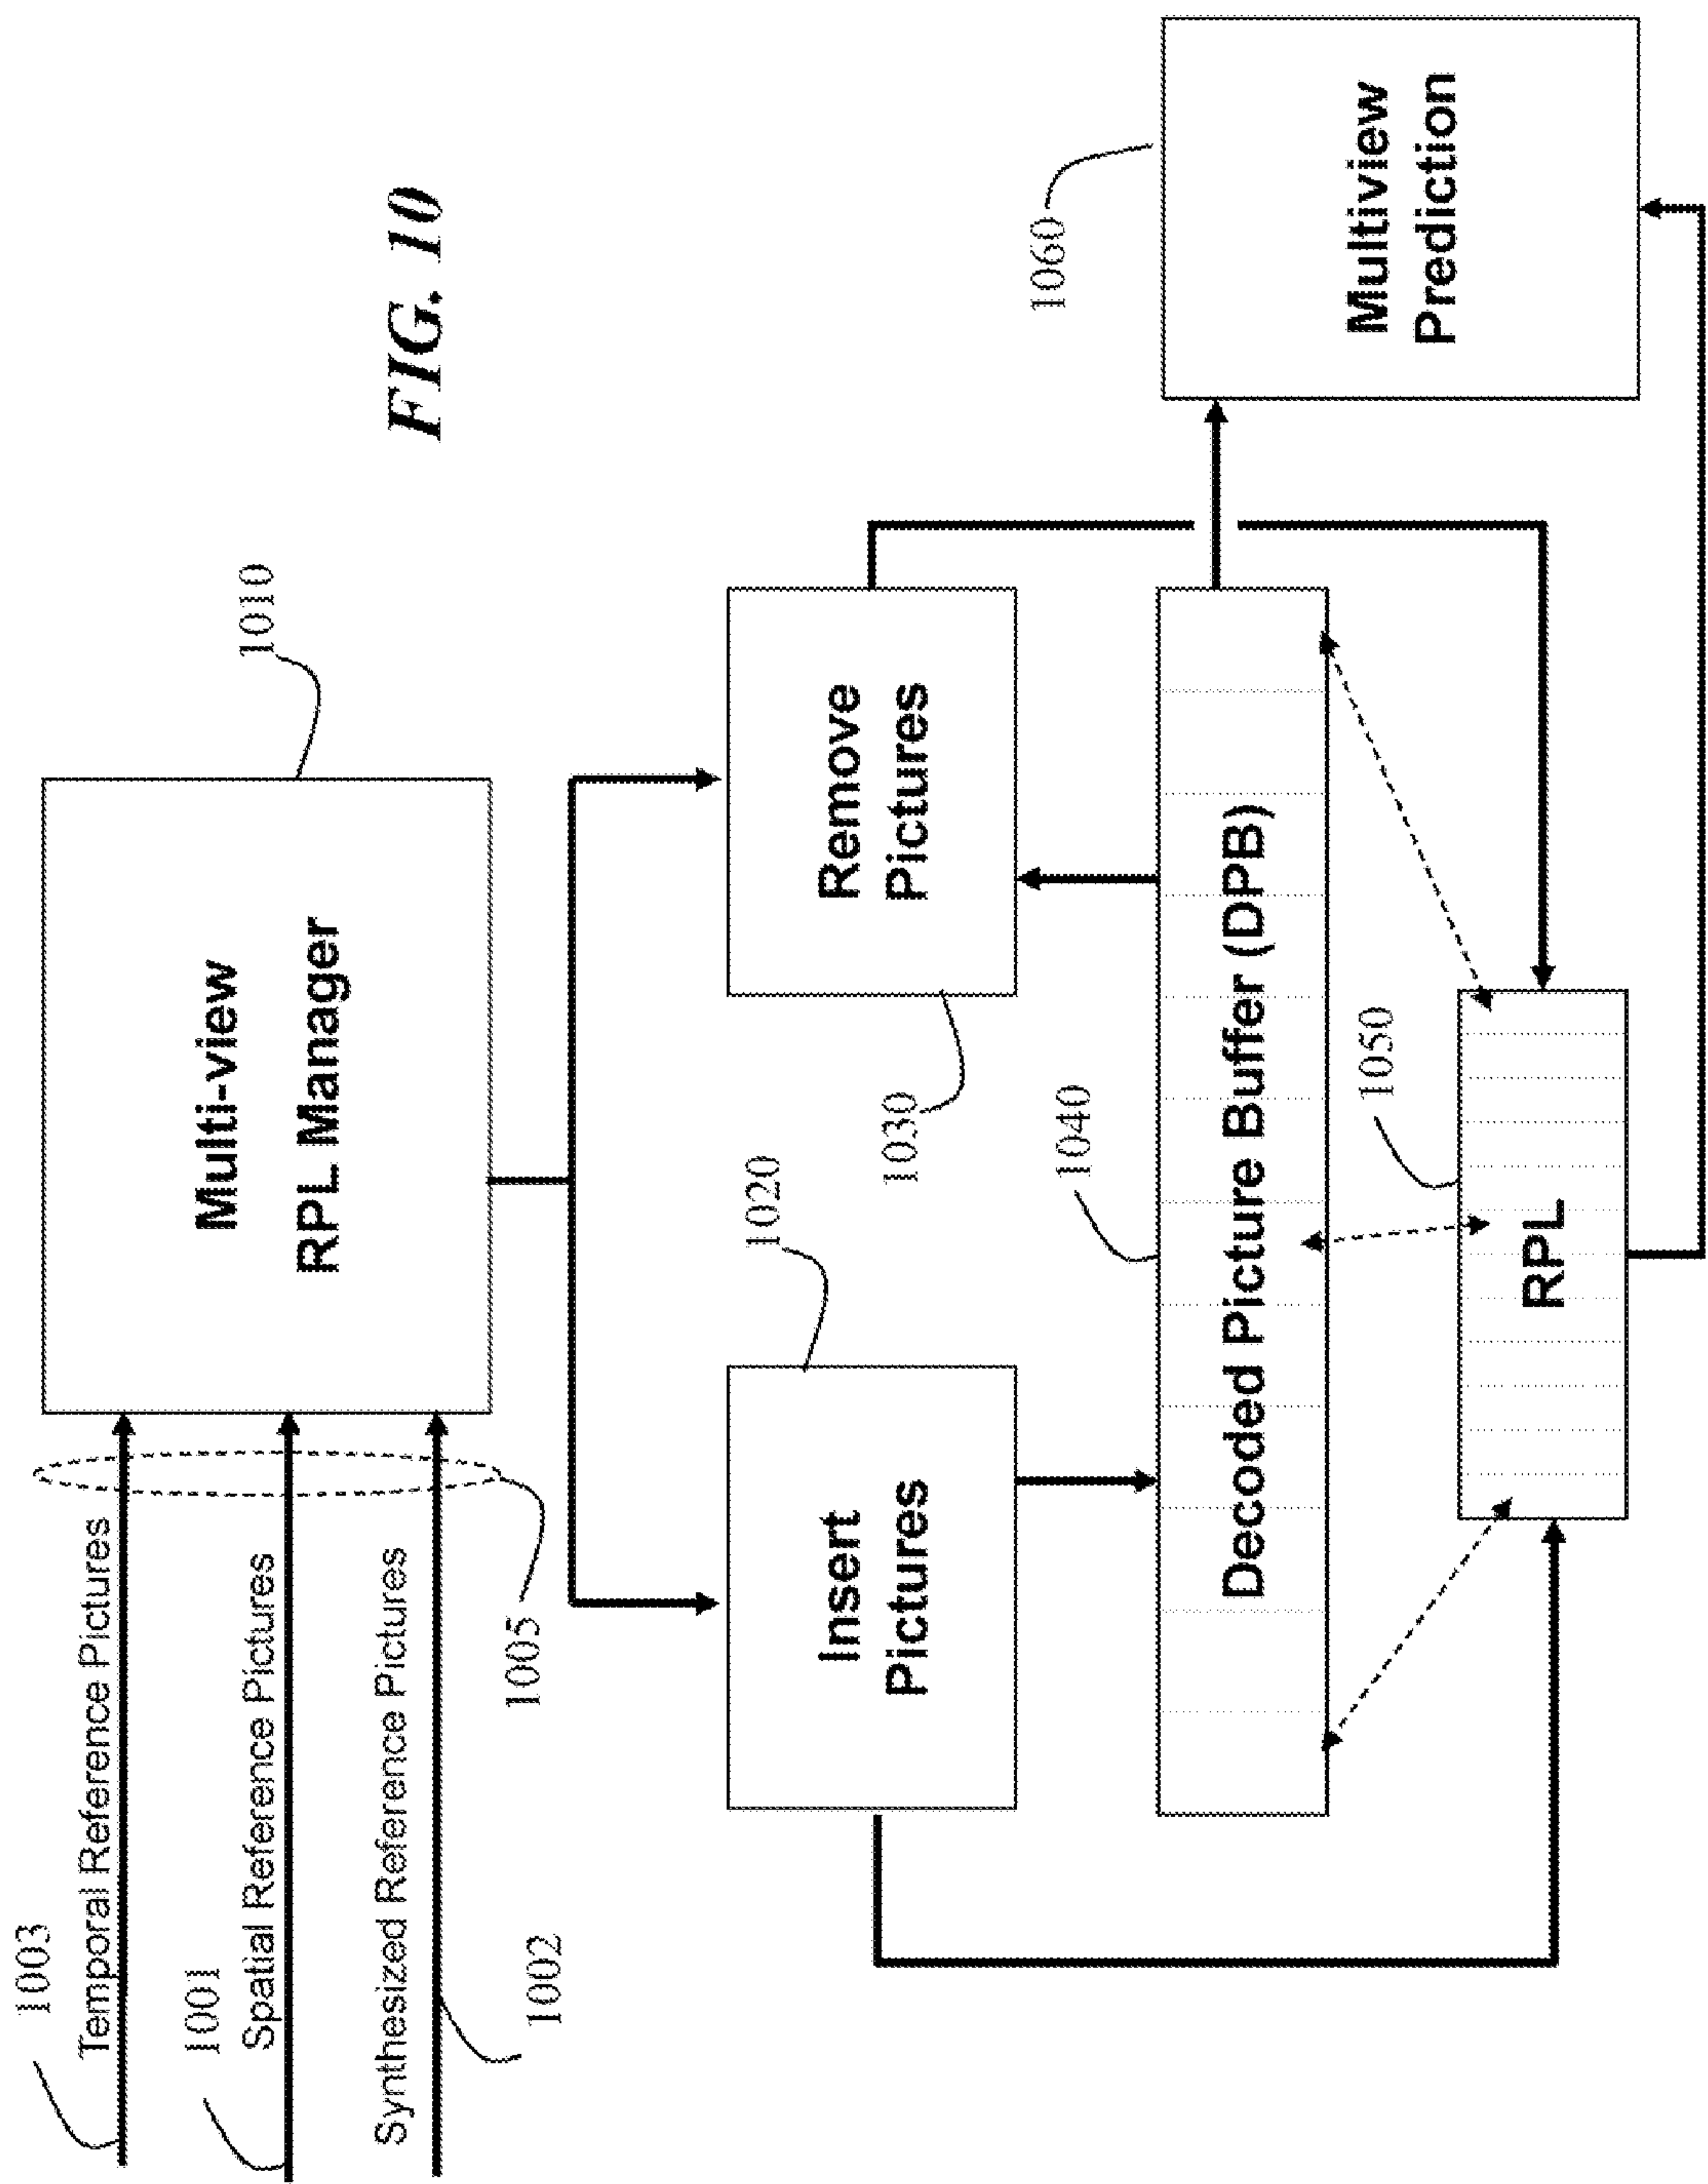 FIG. 10
1003
Temporal Reference Pictures
1001
Spatial Reference Pictures
Synthesized Reference Pictures
1002
1005
Multi-view
RPL Manager
1010
Insert
Pictures
1020
Remove
Pictures
1030
1040
Decoded Picture Buffer (DPB)
1050
RPL
1060
Multiview
Prediction